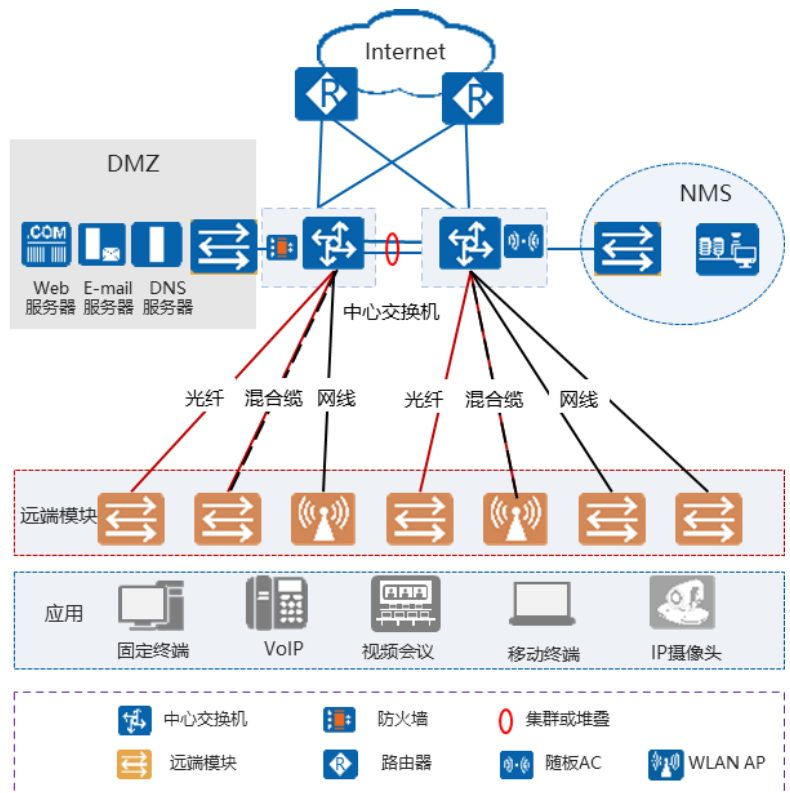 Internet
R
R
DMZ
NMS
.COM
Web
服务器
E-mail
服务器
DNS
服务器
中心交换机
光纤
混合缆
网线
光纤
混合缆
网线
远端模块
应用
固定终端
VoIP
视频会议
移动终端
IP摄像头
中心交换机
防火墙
集群或堆叠
远端模块
R
路由器
随板AC
WLAN AP